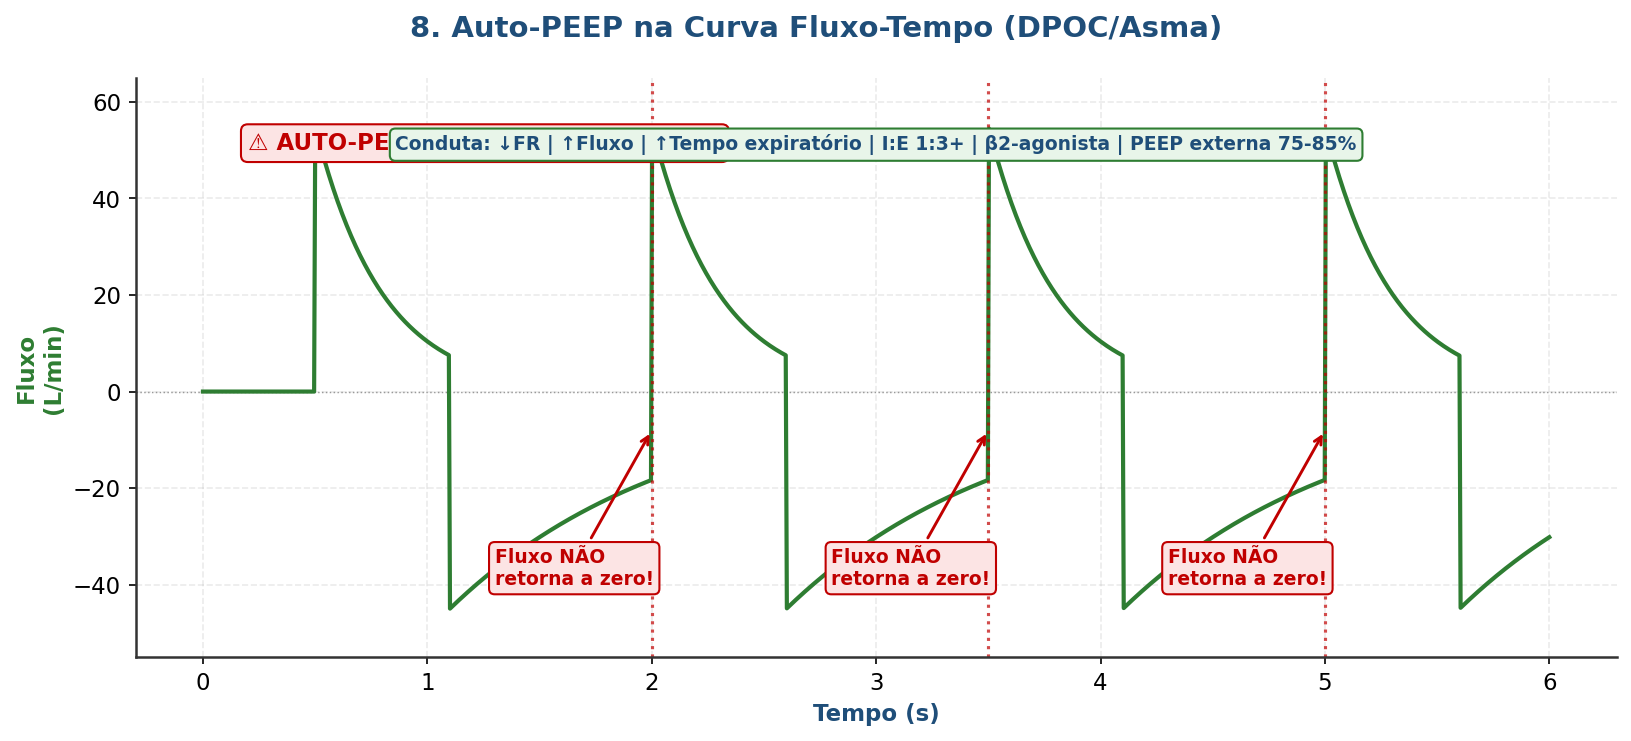 8. Auto-PEEP na Curva Fluxo-Tempo (DPOC/Asma)
60
⚠ AUTO-PE
Conduta: ↓FR | ↑Fluxo | ↑Tempo expiratório | I:E 1:3+ | β2-agonista | PEEP externa 75-85%
40
20
Fluxo
(L/min)
0
−20
−40
Fluxo NÃO
retorna a zero!
Fluxo NÃO
retorna a zero!
Fluxo NÃO
retorna a zero!
0 1 2 3 4 5 6
Tempo (s)